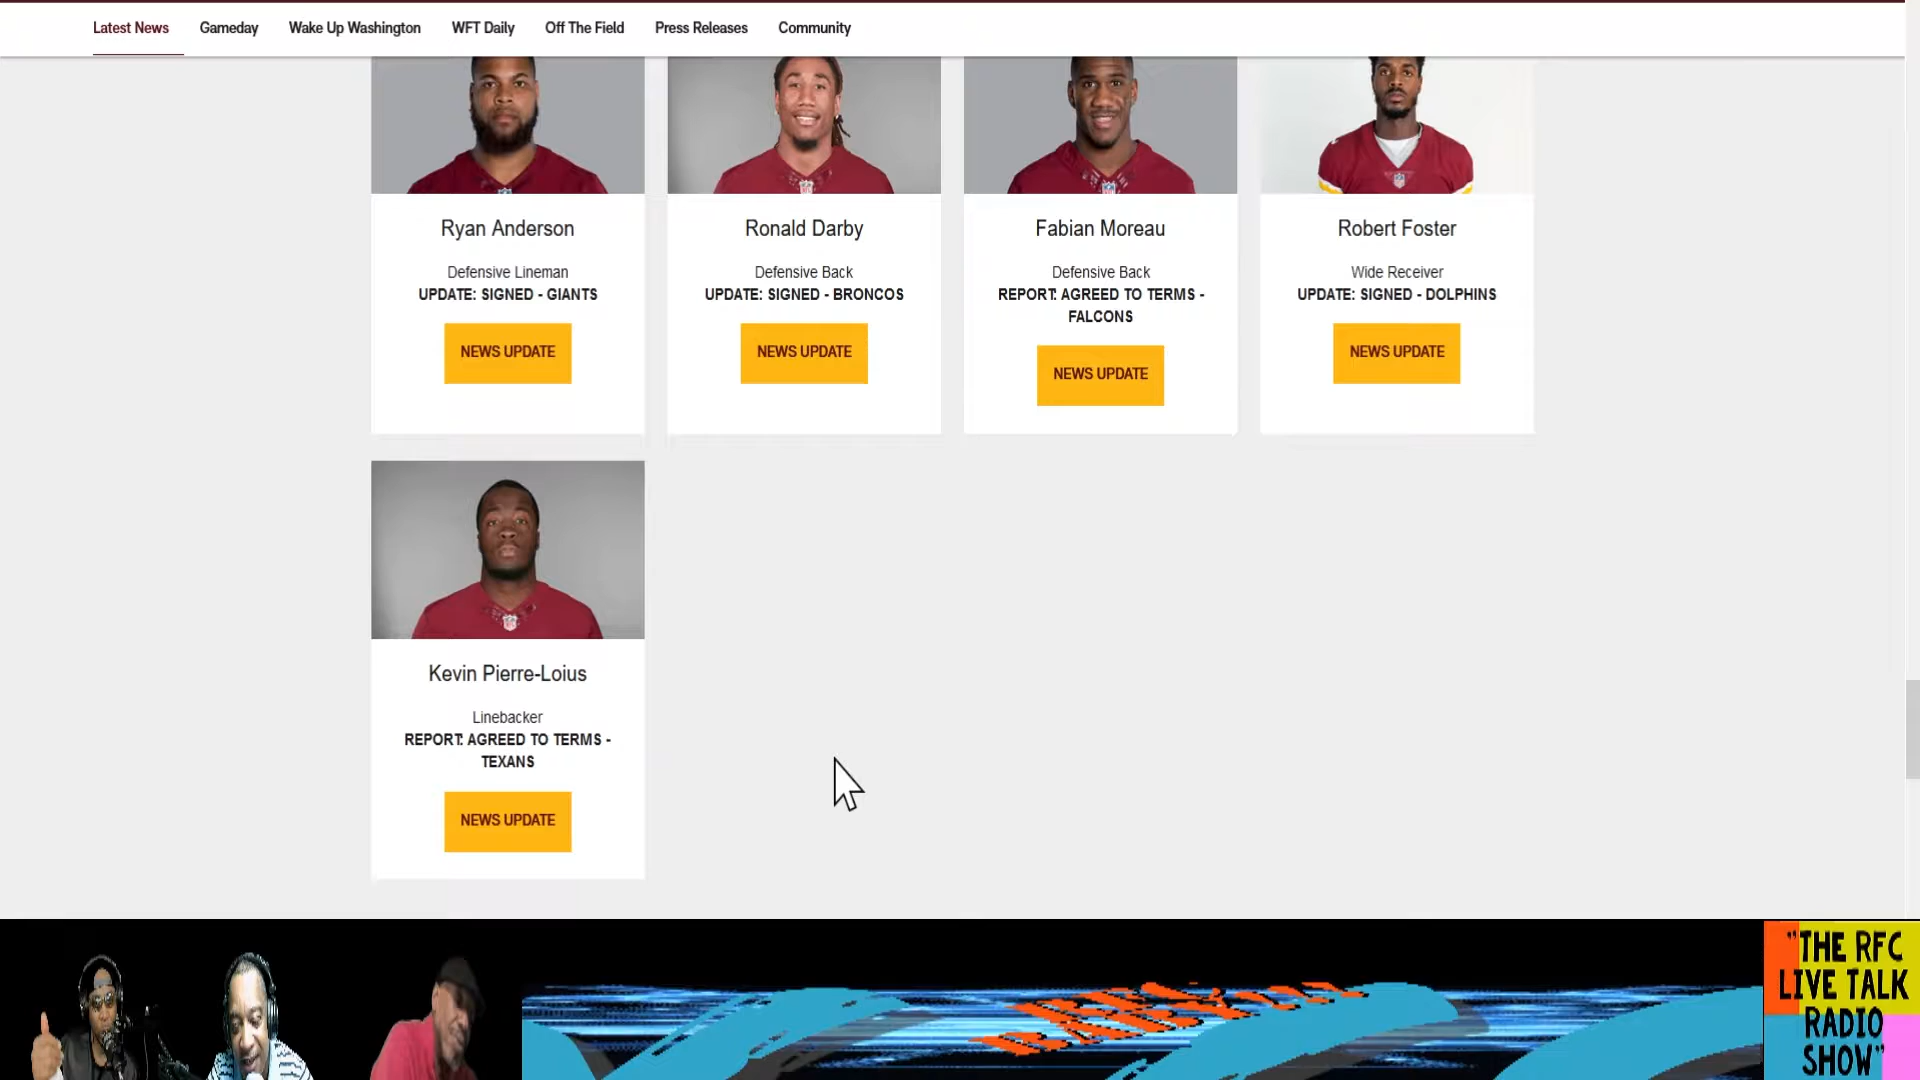 Latest News Gameday Wake Up Washington WFT Daily Off The Field Press Releases Community
Ryan Anderson
Defensive Lineman
UPDATE: SIGNED - GIANTS
NEWS UPDATE
Ronald Darby
Defensive Back
UPDATE: SIGNED - BRONCOS
NEWS UPDATE
Fabian Moreau
Defensive Back
REPORT: AGREED TO TERMS -
FALCONS
NEWS UPDATE
Robert Foster
Wide Receiver
UPDATE: SIGNED - DOLPHINS
NEWS UPDATE
Kevin Pierre-Loius
Linebacker
REPORT: AGREED TO TERMS -
TEXANS
NEWS UPDATE
"THE RFC
LIVE TALK
RADIO
SHOW"